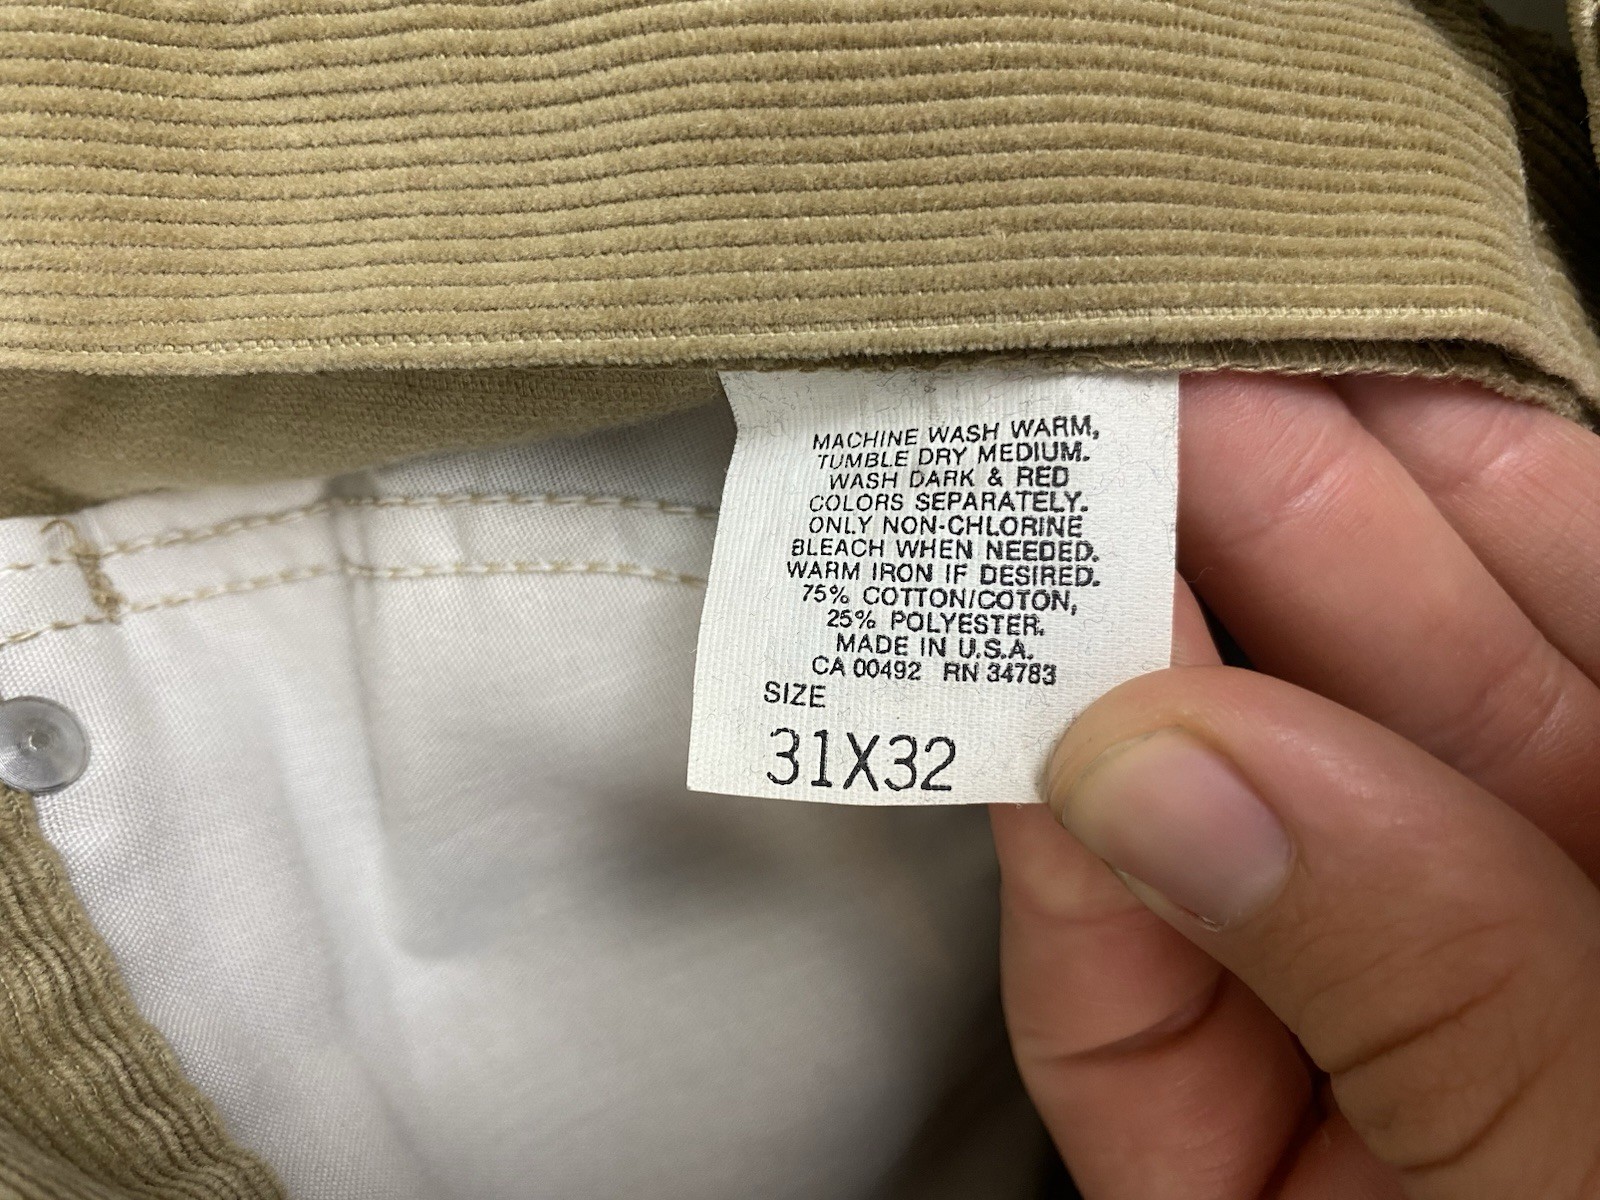 MACHINE WASH WARM,
TUMBLE DRY MEDIUM.
WASH DARK & RED
COLORS SEPARATELY.
ONLY NON-CHLORINE
BLEACH WHEN NEEDED.
WARM IRON IF DESIRED.
75% COTTON/COTON,
25% POLYESTER.
MADE IN U.S.A.
CA 00492 RN 34783
SIZE
31X32